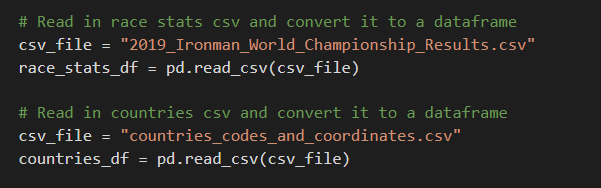 # Read in race stats csv and convert it to a dataframe
csv_file = "2019_Ironman_World_Championship_Results.csv"
race_stats_df = pd.read_csv(csv_file)
# Read in countries csv and convert it to a dataframe
csv_file = "countries_codes_and_coordinates.csv"
countries_df = pd.read_csv(csv_file)